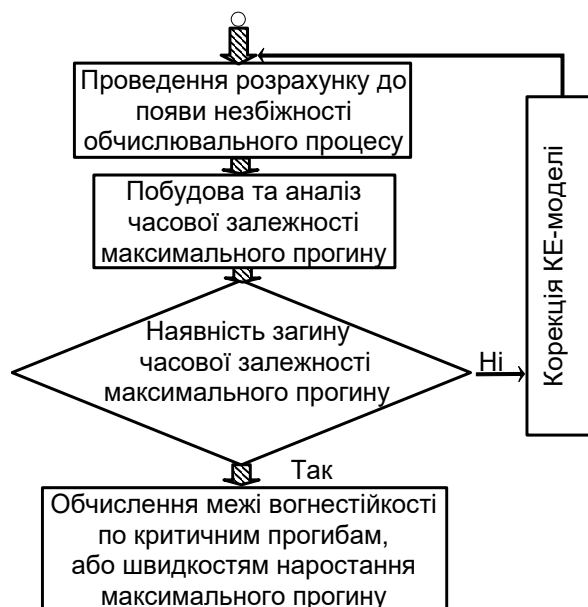 Проведення розрахунку до
появи незбіжності
обчислювального процесу
Побудова та аналіз
часової залежності
максимального прогину
Наявність загину
часової залежності
максимального прогину
Ні
Корекція КЕ-моделі
Так
Обчислення межі вогнестійкості
по критичним прогибам,
або швидкостям наростання
максимального прогину